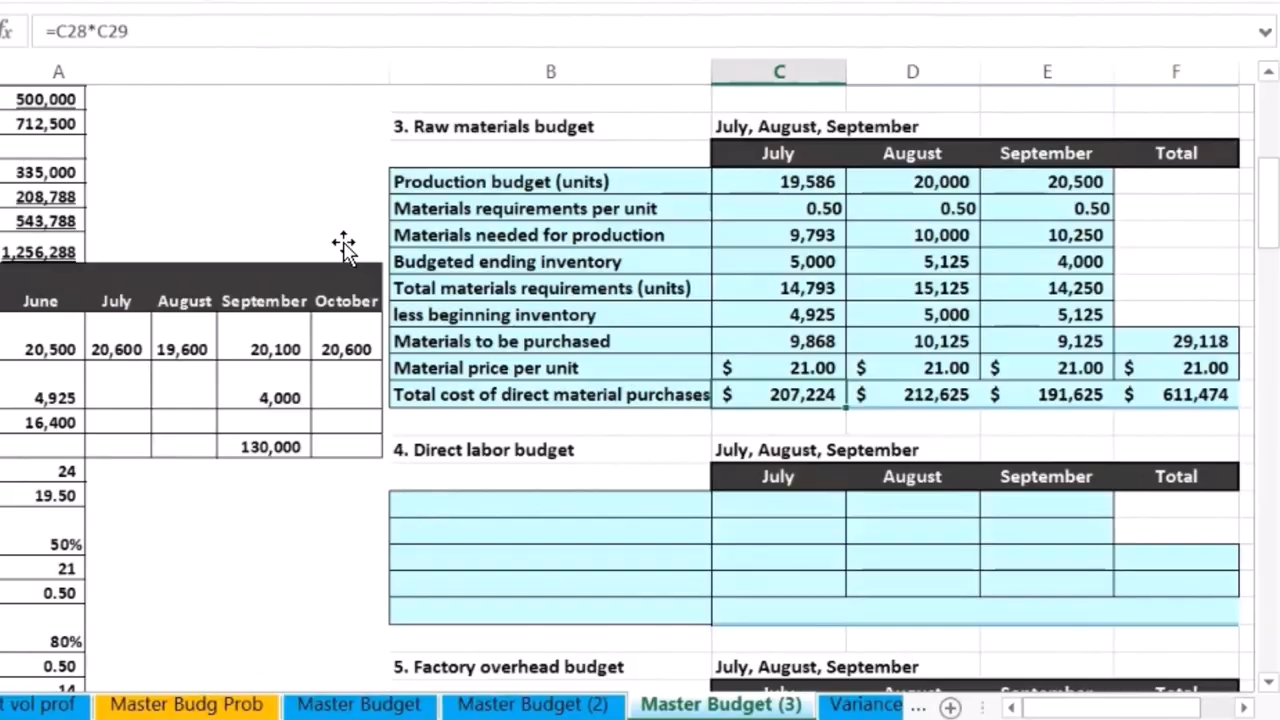 fx =C28*C29
A B C D E F
500,000
712,500
335,000
208,788
543,788
1,256,288
June July August September October
20,500 20,600 19,600 20,100 20,600
4,925 4,000
16,400
130,000
24
19.50
50%
21
0.50
80%
0.50
14
3. Raw materials budget July, August, September
July August September Total
Production budget (units) 19,586 20,000 20,500
Materials requirements per unit 0.50 0.50 0.50
Materials needed for production 9,793 10,000 10,250
Budgeted ending inventory 5,000 5,125 4,000
Total materials requirements (units) 14,793 15,125 14,250
less beginning inventory 4,925 5,000 5,125
Materials to be purchased 9,868 10,125 9,125 29,118
Material price per unit $ 21.00 $ 21.00 $ 21.00 $ 21.00
Total cost of direct material purchases $ 207,224 $ 212,625 $ 191,625 $ 611,474
4. Direct labor budget July, August, September
July August September Total
5. Factory overhead budget July, August, September
July August September Total
t vol prof Master Budg Prob Master Budget Master Budget (2) Master Budget (3) Variance ...